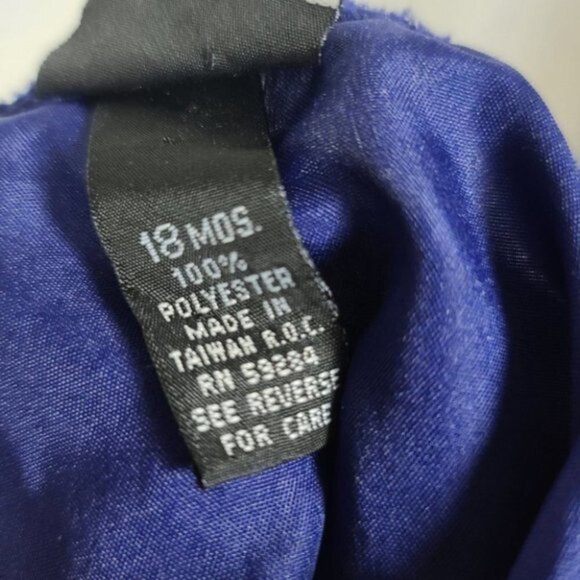 18 MOS.
100%
POLYESTER
MADE IN
TAIWAN R.O.C.
RN 59284
SEE REVERSE
FOR CARE